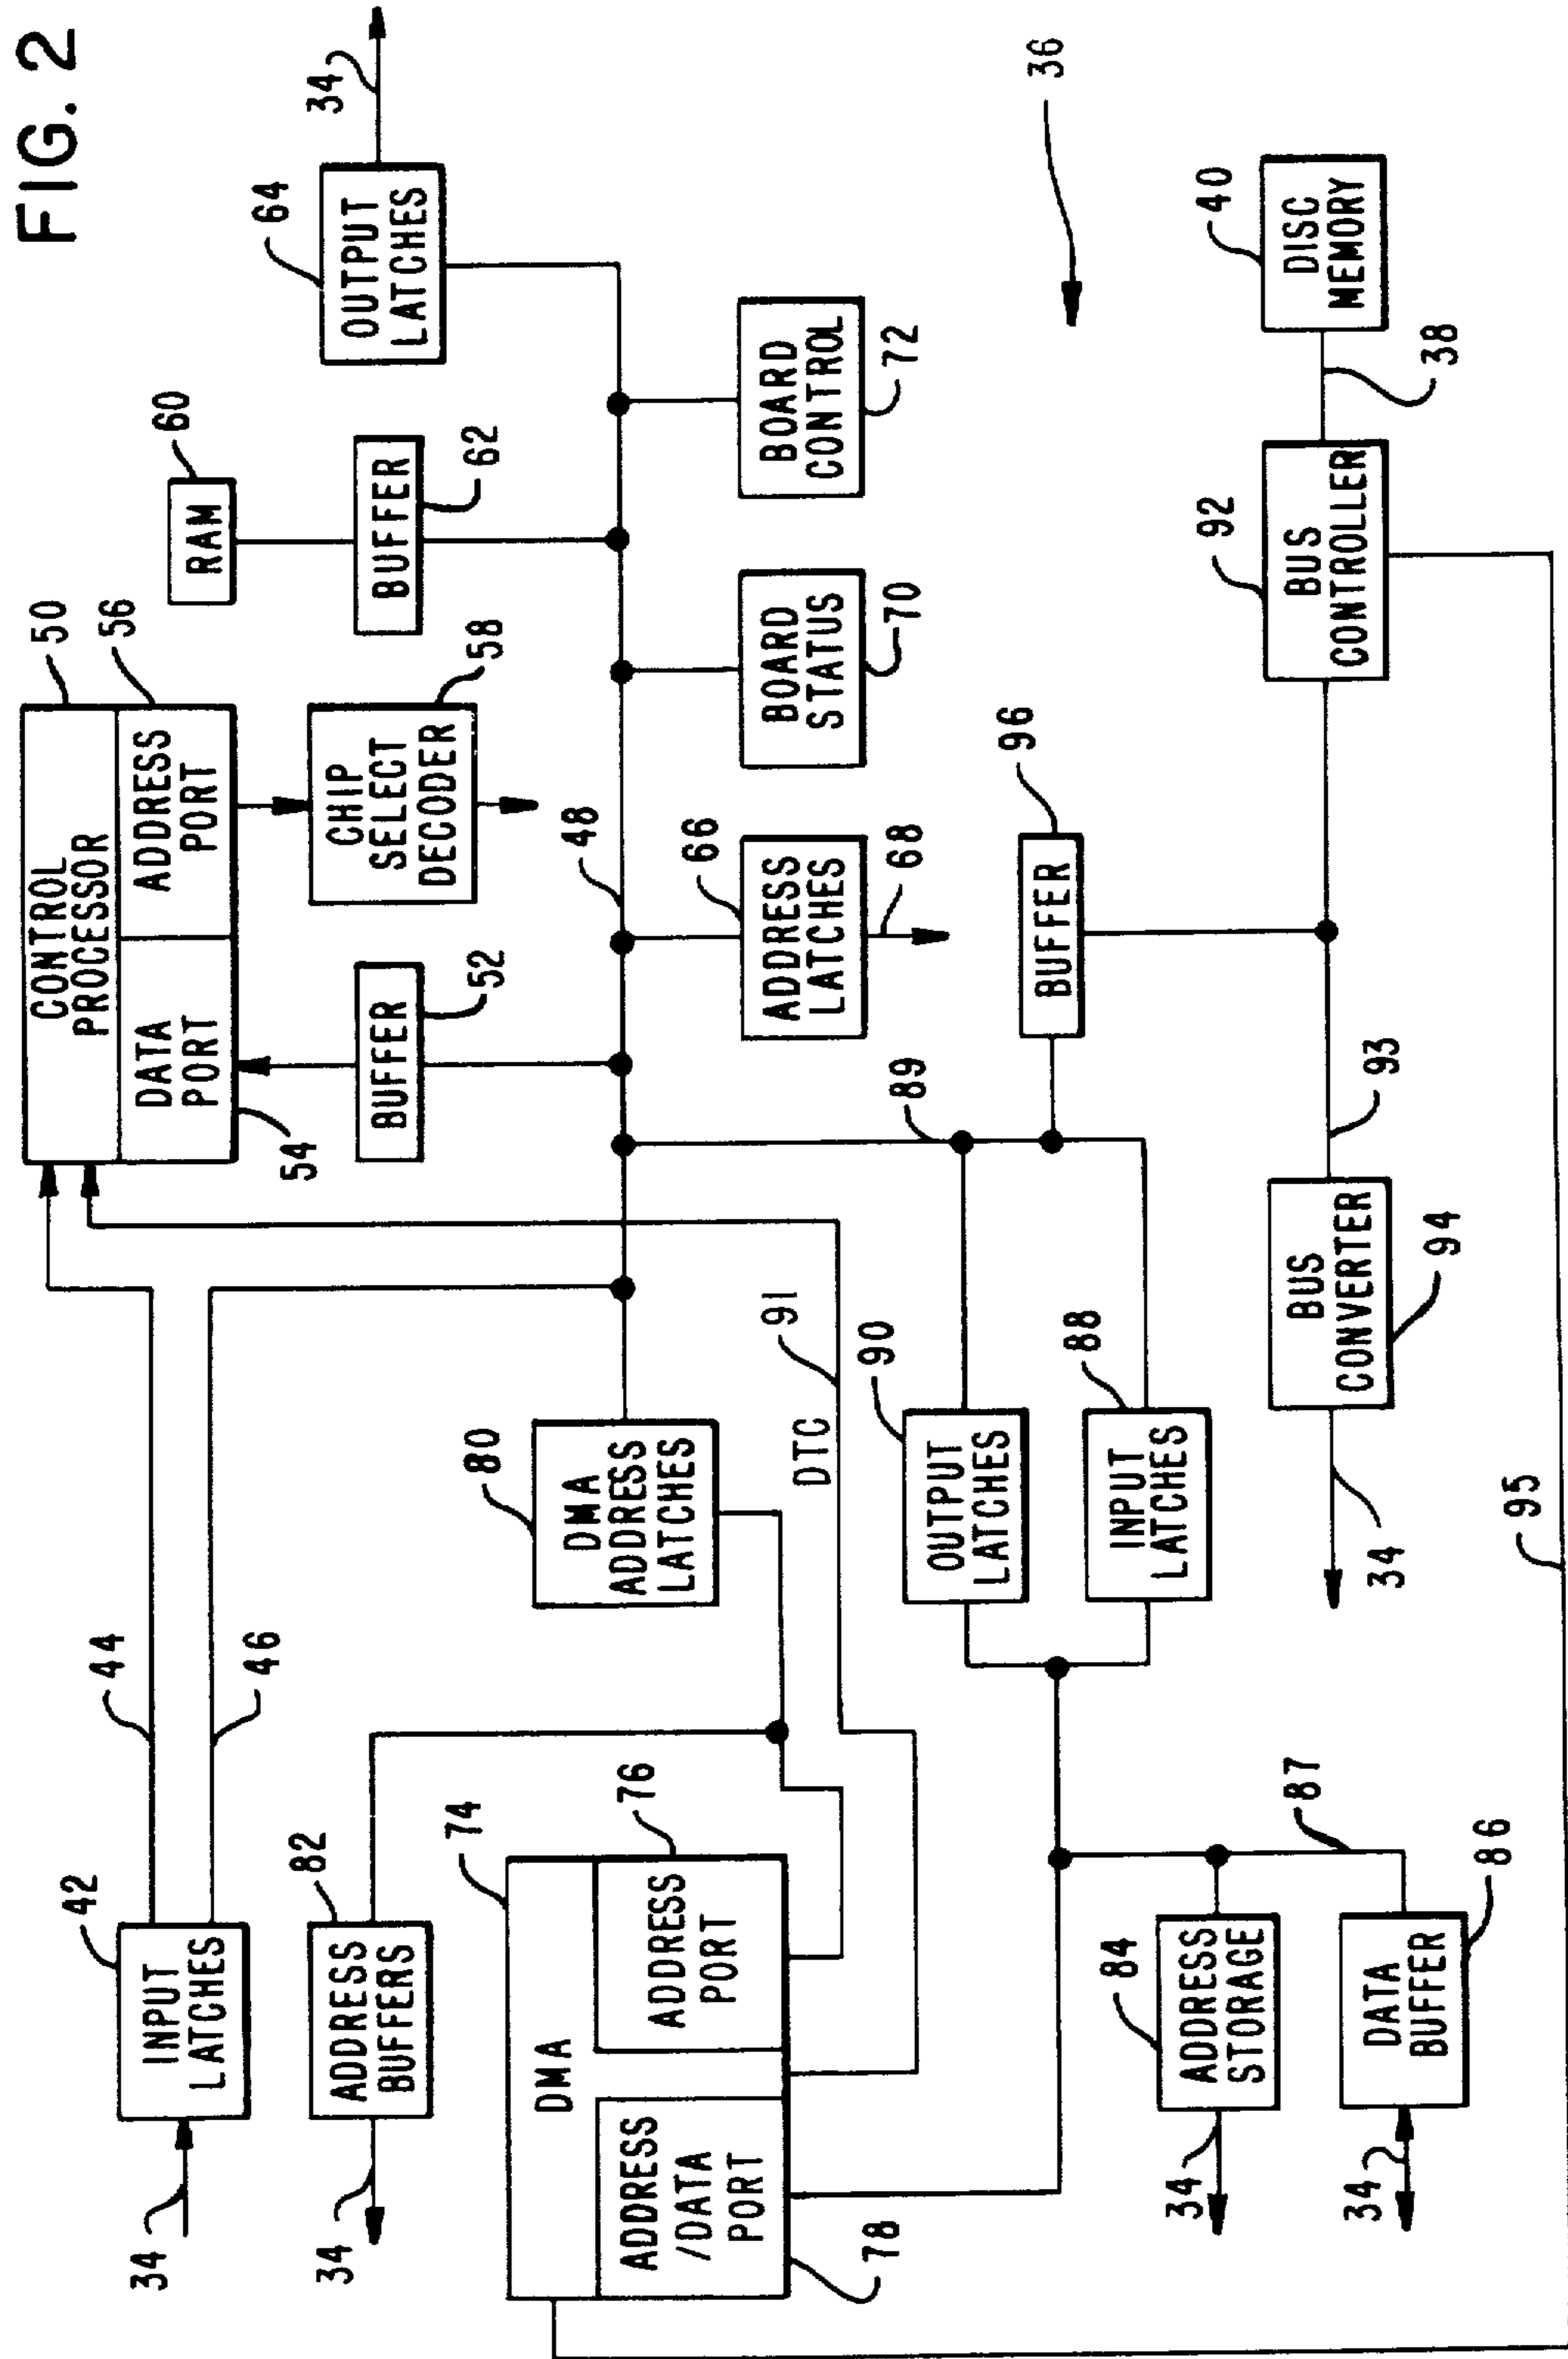 FIG. 2
34
42
INPUT
LATCHES
44
46
CONTROL
PROCESSOR
50
DATA
PORT
54
ADDRESS
PORT
56
RAM
60
34
82
ADDRESS
BUFFERS
BUFFER
52
CHIP
SELECT
DECODER
58
BUFFER
62
OUTPUT
LATCHES
64
34
74
DMA
76
ADDRESS
PORT
ADDRESS
/DATA
PORT
78
80
DMA
ADDRESS
LATCHES
48
66
ADDRESS
LATCHES
68
BOARD
STATUS
70
BOARD
CONTROL
72
DTC
91
89
90
OUTPUT
LATCHES
88
INPUT
LATCHES
BUFFER
96
36
34
84
ADDRESS
STORAGE
87
34
DATA
BUFFER
86
34
BUS
CONVERTER
94
93
92
BUS
CONTROLLER
38
40
DISC
MEMORY
95